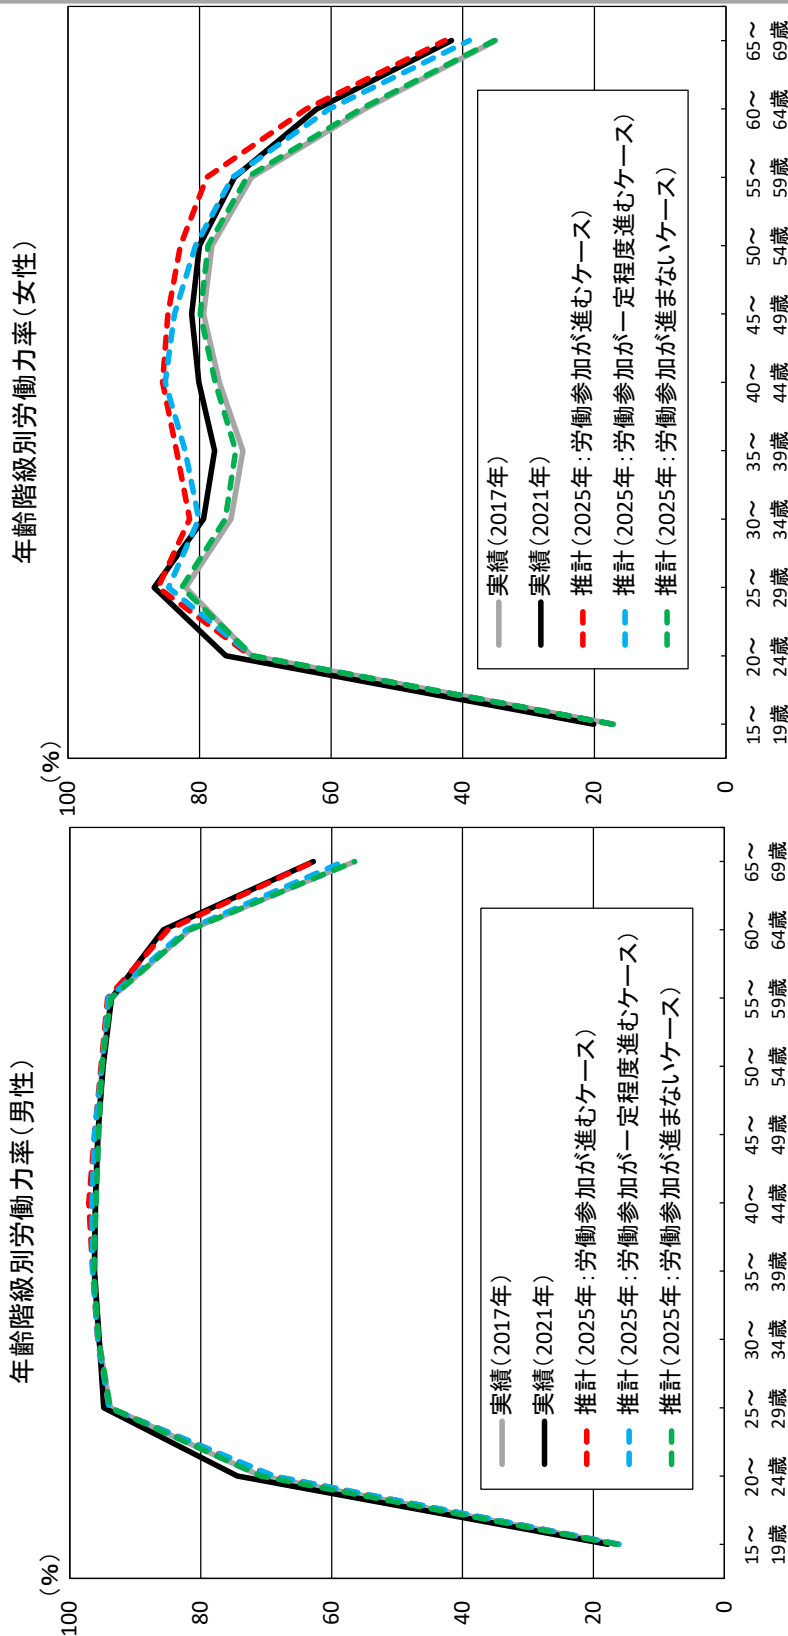 年齢階級別労働力率(男性)
(%)
100
80
60
40
20
0
実績(2017年)
実績(2021年)
推計(2025年:労働参加が進むケース)
推計(2025年:労働参加が一定程度進むケース)
推計(2025年:労働参加が進まないケース)
15～ 20～ 25～ 30～ 35～ 40～ 45～ 50～ 55～ 60～ 65～
19歳 24歳 29歳 34歳 39歳 44歳 49歳 54歳 59歳 64歳 69歳
年齢階級別労働力率(女性)
(%)
100
80
60
40
20
0
実績(2017年)
実績(2021年)
推計(2025年:労働参加が進むケース)
推計(2025年:労働参加が一定程度進むケース)
推計(2025年:労働参加が進まないケース)
15～ 20～ 25～ 30～ 35～ 40～ 45～ 50～ 55～ 60～ 65～
19歳 24歳 29歳 34歳 39歳 44歳 49歳 54歳 59歳 64歳 69歳